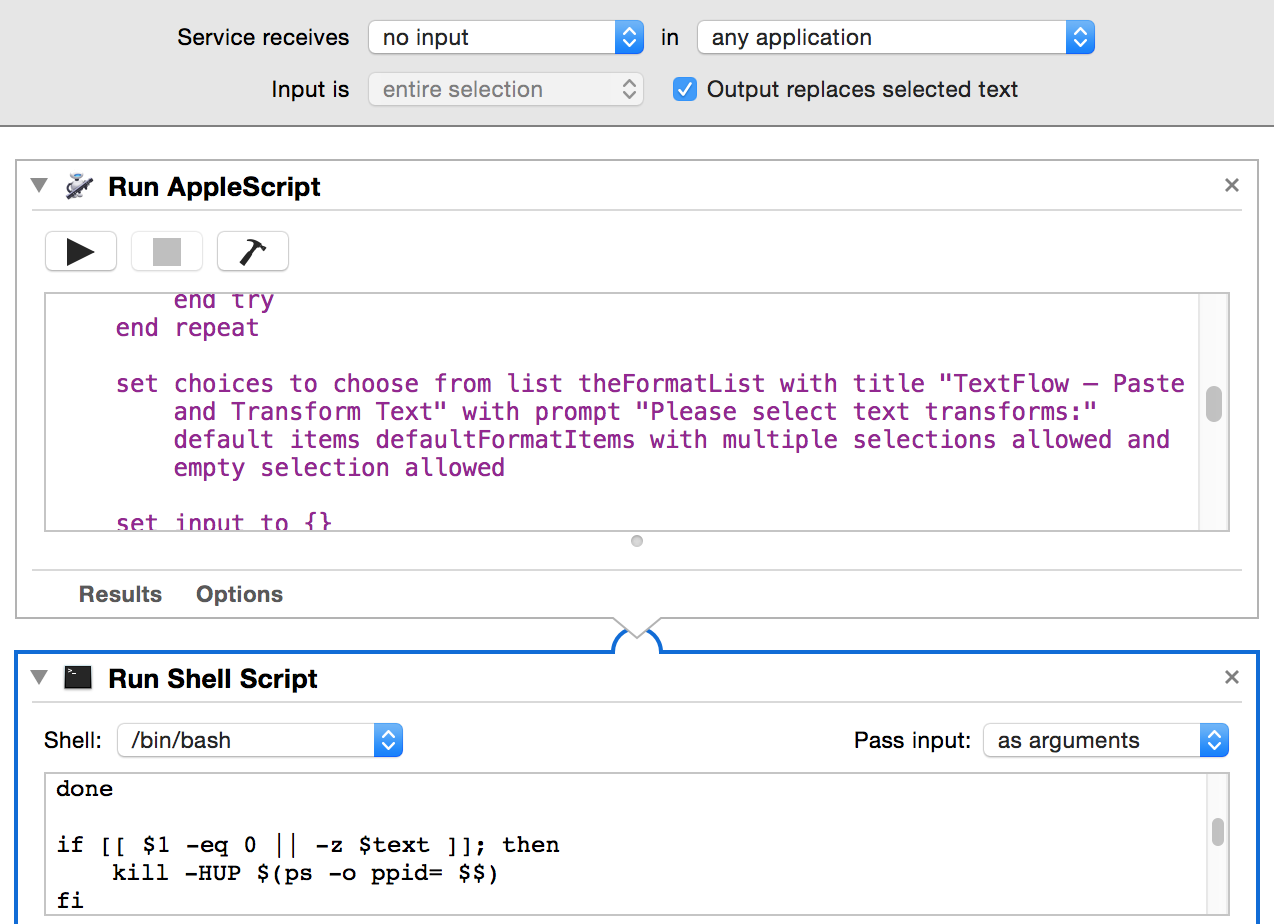 Service receives no input in any application
Input is entire selection Output replaces selected text
Run AppleScript
end try
end repeat
set choices to choose from list theFormatList with title "TextFlow – Paste
and Transform Text" with prompt "Please select text transforms:"
default items defaultFormatItems with multiple selections allowed and
empty selection allowed
set input to {}
Results Options
Run Shell Script
Shell: /bin/bash Pass input: as arguments
done
if [[ $1 -eq 0 || -z $text ]]; then
kill -HUP $(ps -o ppid= $$)
fi